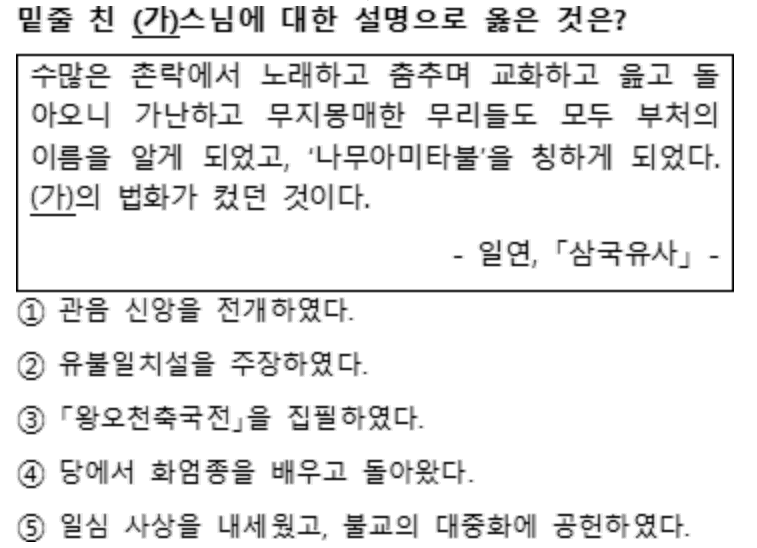 밑줄 친 (가)스님에 대한 설명으로 옳은 것은?
수많은 촌락에서 노래하고 춤추며 교화하고 읊고 돌
아오니 가난하고 무지몽매한 무리들도 모두 부처의
이름을 알게 되었고, ‘나무아미타불’을 칭하게 되었다.
(가)의 법화가 컸던 것이다.
- 일연, 「삼국유사」 -
① 관음 신앙을 전개하였다.
② 유불일치설을 주장하였다.
③ 「왕오천축국전」을 집필하였다.
④ 당에서 화엄종을 배우고 돌아왔다.
⑤ 일심 사상을 내세웠고, 불교의 대중화에 공헌하였다.